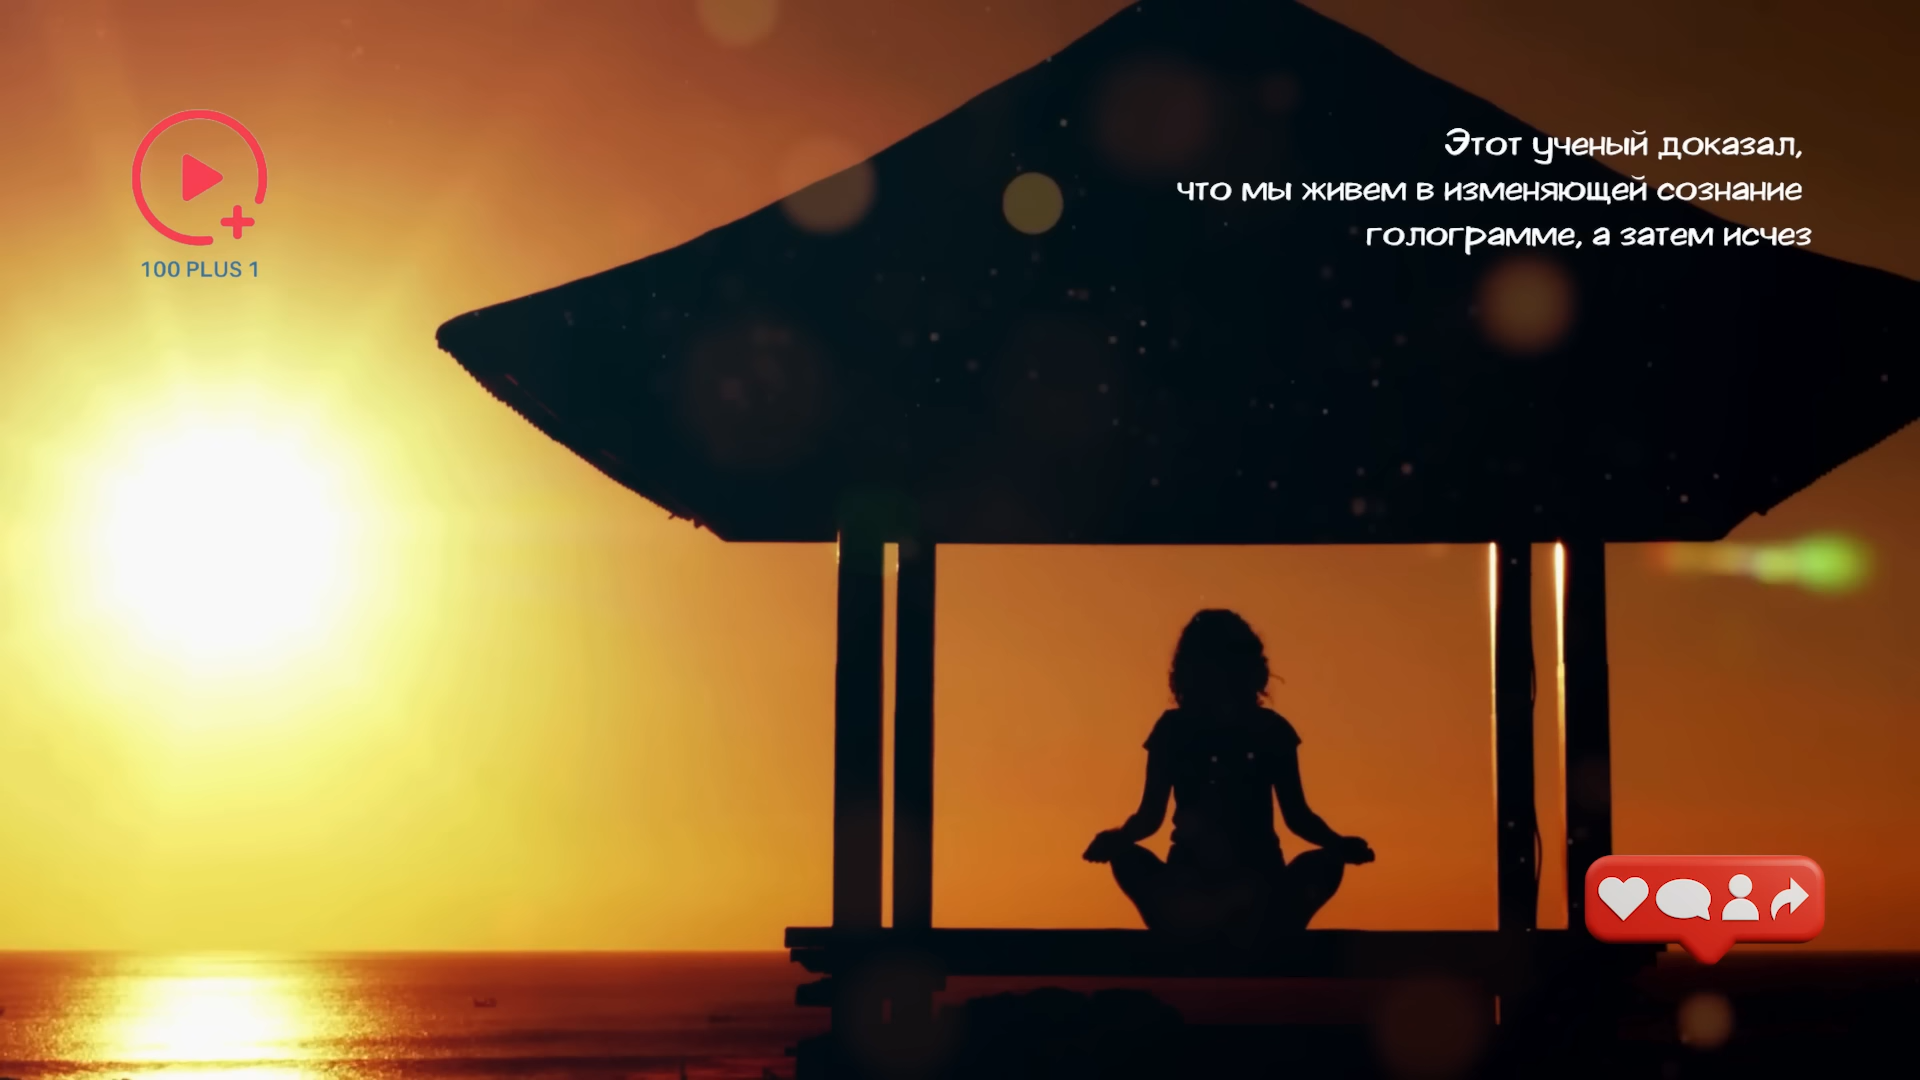 Этот ученый доказал,
что мы живем в изменяющей сознание
голограмме, а затем исчез
100 PLUS 1